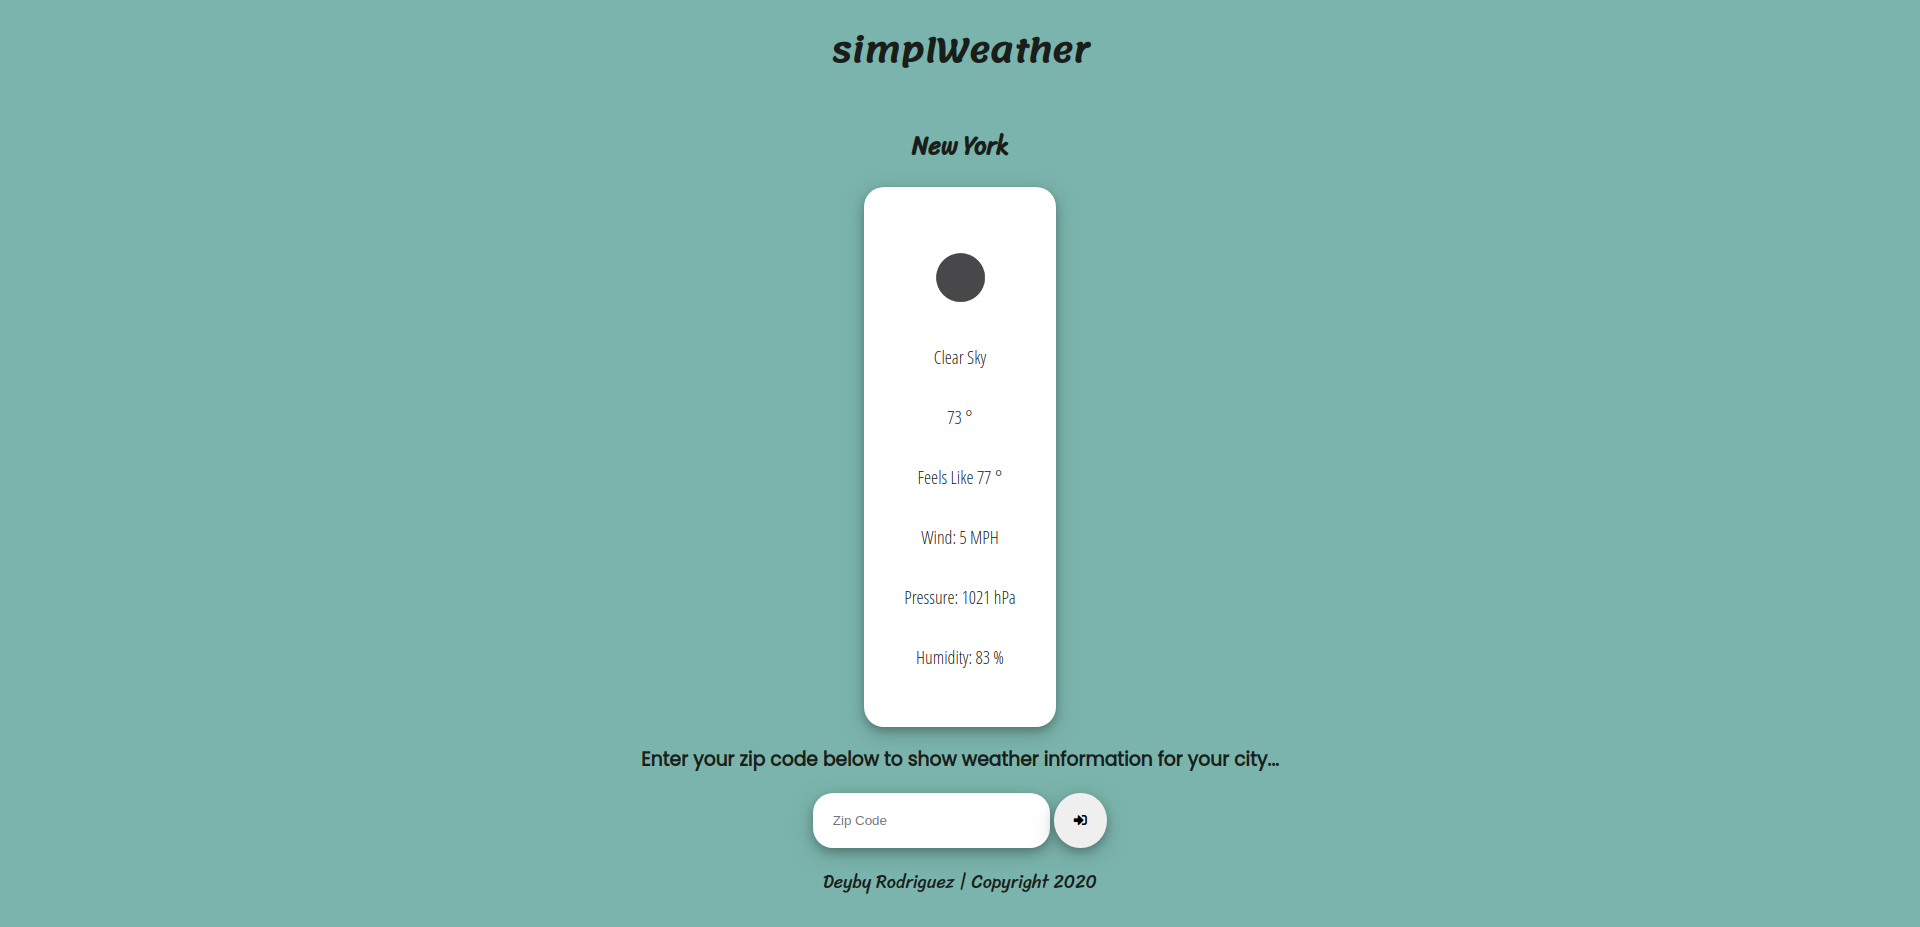 simplWeather
New York
Clear Sky
73 °
Feels Like 77 °
Wind: 5 MPH
Pressure: 1021 hPa
Humidity: 83 %
Enter your zip code below to show weather information for your city...
Zip Code
Deyby Rodriguez | Copyright 2020